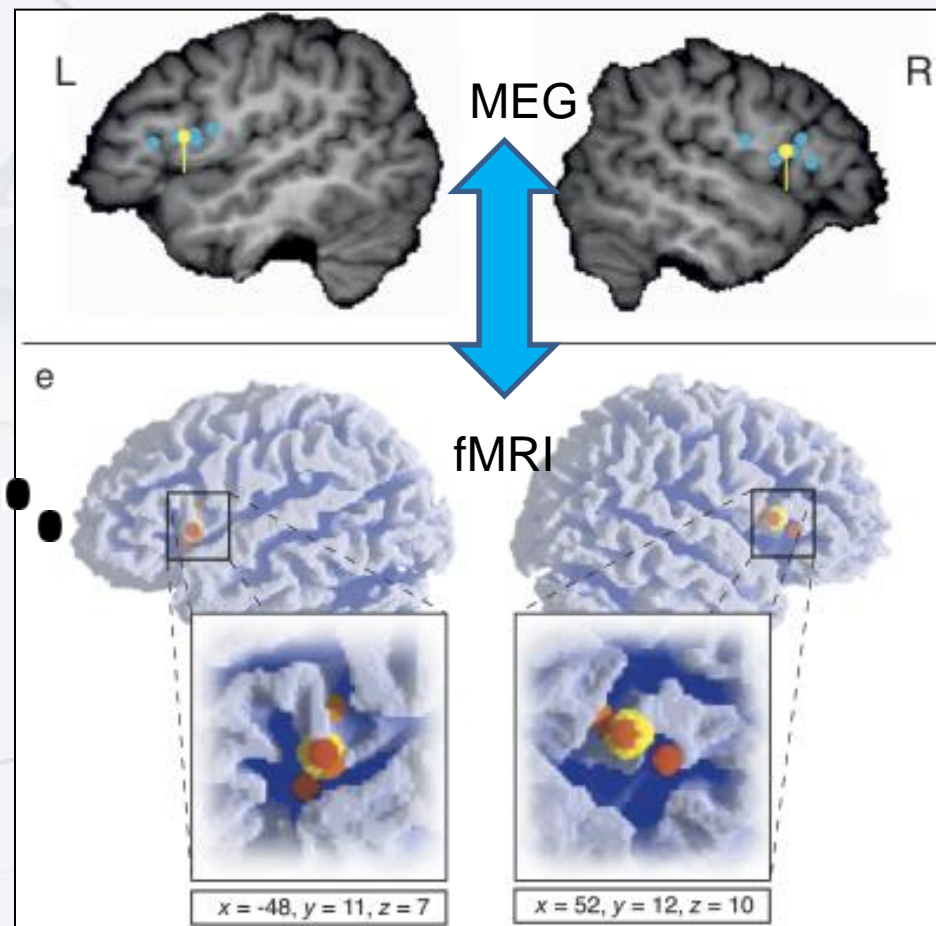 L
MEG
R
e
fMRI
x = -48, y = 11, z = 7
x = 52, y = 12, z = 10